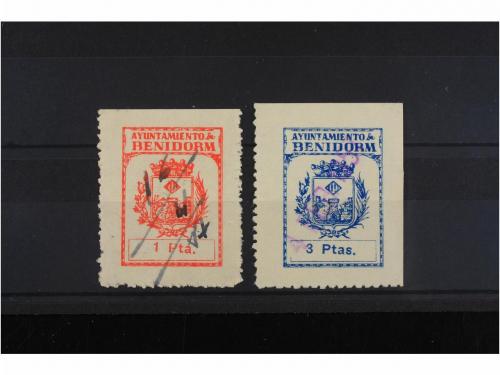 AYUNTAMIENTO de
BENIDORM
1 Pta.
AYUNTAMIENTO de
BENIDORM
3 Ptas.